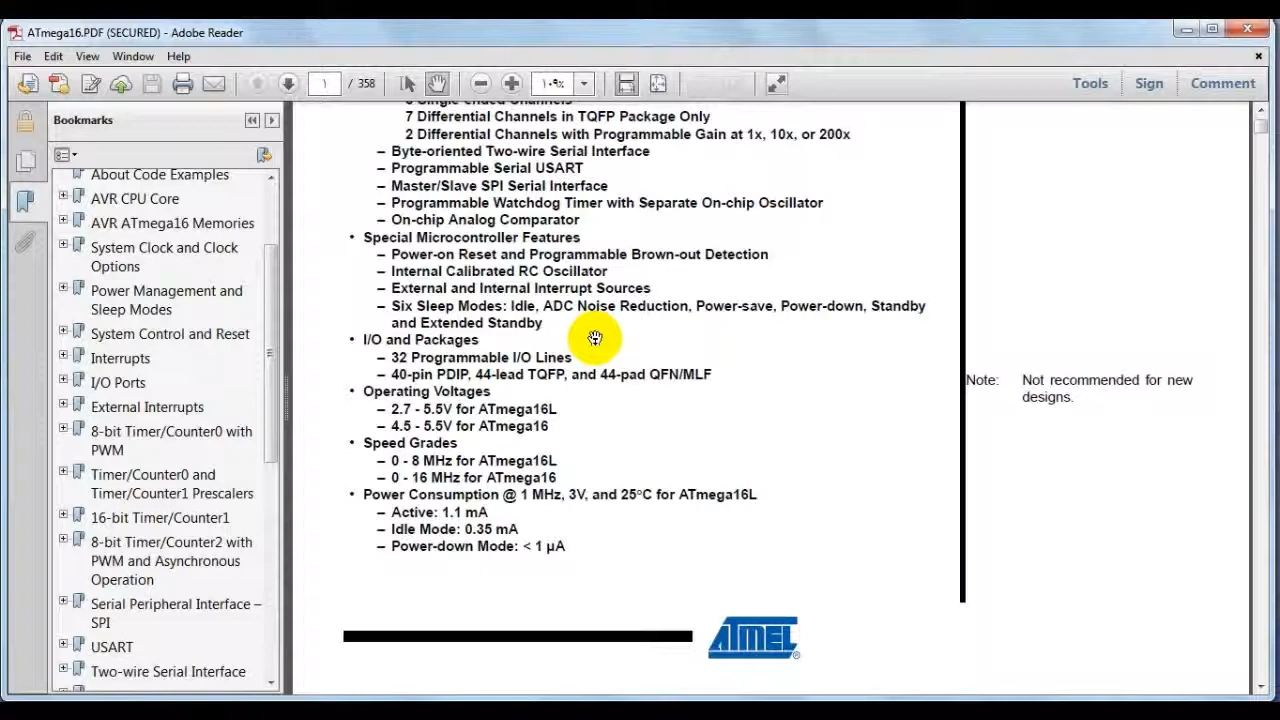 ATmega16.PDF (SECURED) - Adobe Reader
File Edit View Window Help
١ / 358
١٠٩%
Tools Sign Comment
Bookmarks
About Code Examples
AVR CPU Core
AVR ATmega16 Memories
System Clock and Clock
Options
Power Management and
Sleep Modes
System Control and Reset
Interrupts
I/O Ports
External Interrupts
8-bit Timer/Counter0 with
PWM
Timer/Counter0 and
Timer/Counter1 Prescalers
16-bit Timer/Counter1
8-bit Timer/Counter2 with
PWM and Asynchronous
Operation
Serial Peripheral Interface –
SPI
USART
Two-wire Serial Interface
Single-ended Channels
7 Differential Channels in TQFP Package Only
2 Differential Channels with Programmable Gain at 1x, 10x, or 200x
– Byte-oriented Two-wire Serial Interface
– Programmable Serial USART
– Master/Slave SPI Serial Interface
– Programmable Watchdog Timer with Separate On-chip Oscillator
– On-chip Analog Comparator
• Special Microcontroller Features
– Power-on Reset and Programmable Brown-out Detection
– Internal Calibrated RC Oscillator
– External and Internal Interrupt Sources
– Six Sleep Modes: Idle, ADC Noise Reduction, Power-save, Power-down, Standby
and Extended Standby
• I/O and Packages
– 32 Programmable I/O Lines
– 40-pin PDIP, 44-lead TQFP, and 44-pad QFN/MLF
• Operating Voltages
– 2.7 - 5.5V for ATmega16L
– 4.5 - 5.5V for ATmega16
• Speed Grades
– 0 - 8 MHz for ATmega16L
– 0 - 16 MHz for ATmega16
• Power Consumption @ 1 MHz, 3V, and 25°C for ATmega16L
– Active: 1.1 mA
– Idle Mode: 0.35 mA
– Power-down Mode: < 1 µA
Note: Not recommended for new
designs.
ATMEL ®